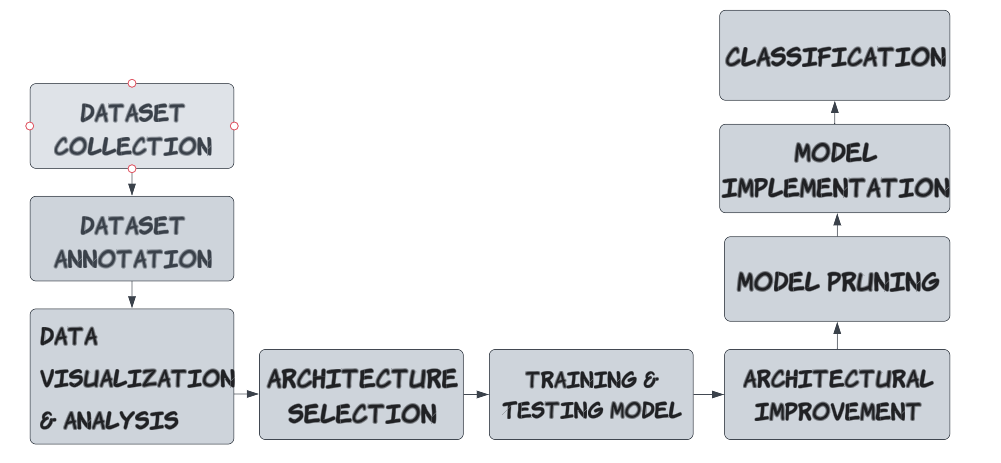 DATASET
COLLECTION
DATASET
ANNOTATION
DATA
VISUALIZATION
& ANALYSIS
ARCHITECTURE
SELECTION
TRAINING &
TESTING MODEL
ARCHITECTURAL
IMPROVEMENT
MODEL PRUNING
MODEL
IMPLEMENTATION
CLASSIFICATION